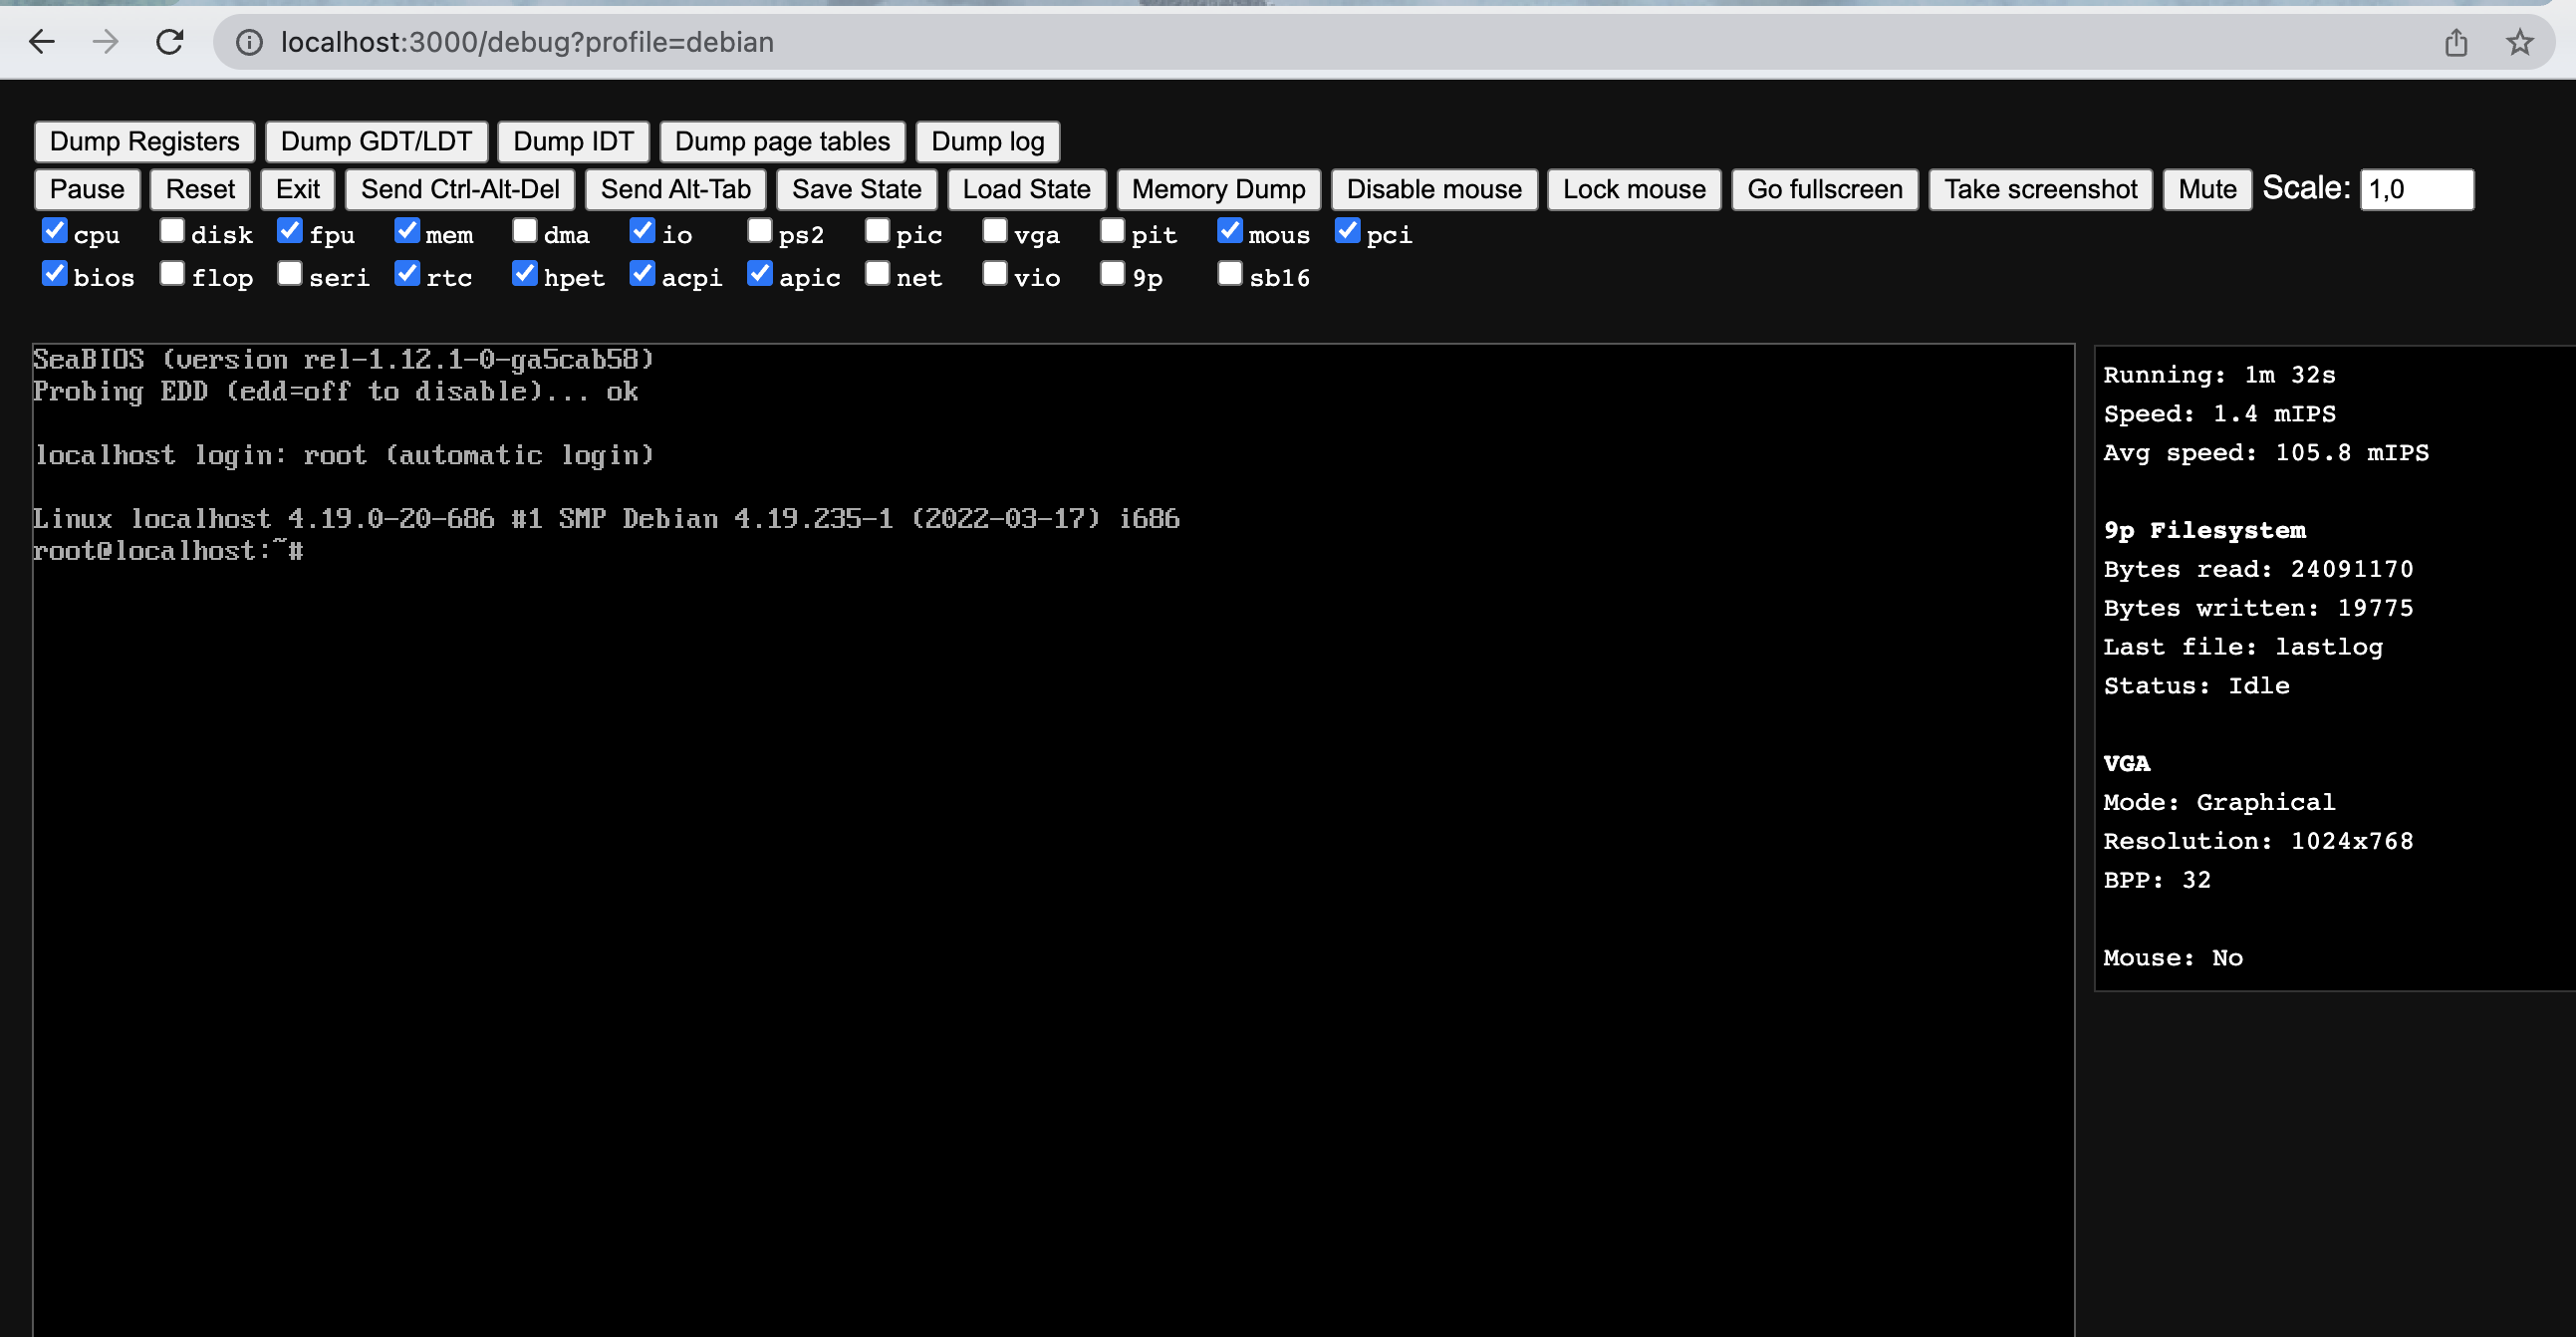 localhost:3000/debug?profile=debian
Dump Registers Dump GDT/LDT Dump IDT Dump page tables Dump log
Pause Reset Exit Send Ctrl-Alt-Del Send Alt-Tab Save State Load State Memory Dump Disable mouse Lock mouse Go fullscreen Take screenshot Mute Scale: 1,0
cpu disk fpu mem dma io ps2 pic vga pit mous pci
bios flop seri rtc hpet acpi apic net vio 9p sb16
SeaBIOS (version rel-1.12.1-0-ga5cab58)
Probing EDD (edd=off to disable)... ok
localhost login: root (automatic login)
Linux localhost 4.19.0-20-686 #1 SMP Debian 4.19.235-1 (2022-03-17) i686
root@localhost:~#
Running: 1m 32s
Speed: 1.4 mIPS
Avg speed: 105.8 mIPS
9p Filesystem
Bytes read: 24091170
Bytes written: 19775
Last file: lastlog
Status: Idle
VGA
Mode: Graphical
Resolution: 1024x768
BPP: 32
Mouse: No